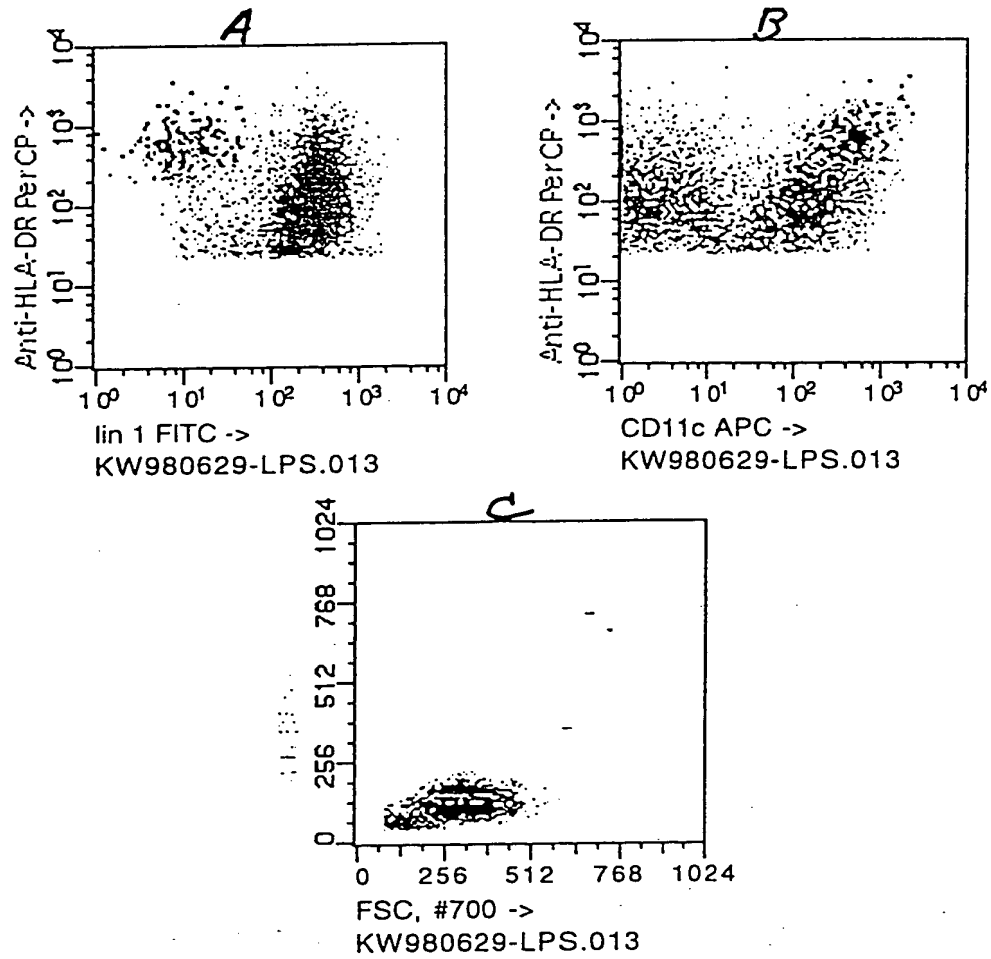 A
10⁴
10³
10²
10¹
10⁰
Anti-HLA-DR PerCP ->
10⁰ 10¹ 10² 10³ 10⁴
lin 1 FITC ->
KW980629-LPS.013
B
10⁴
10³
10²
10¹
10⁰
Anti-HLA-DR PerCP ->
10⁰ 10¹ 10² 10³ 10⁴
CD11c APC ->
KW980629-LPS.013
C
1024
768
512
256
0
0 256 512 768 1024
FSC, #700 ->
KW980629-LPS.013